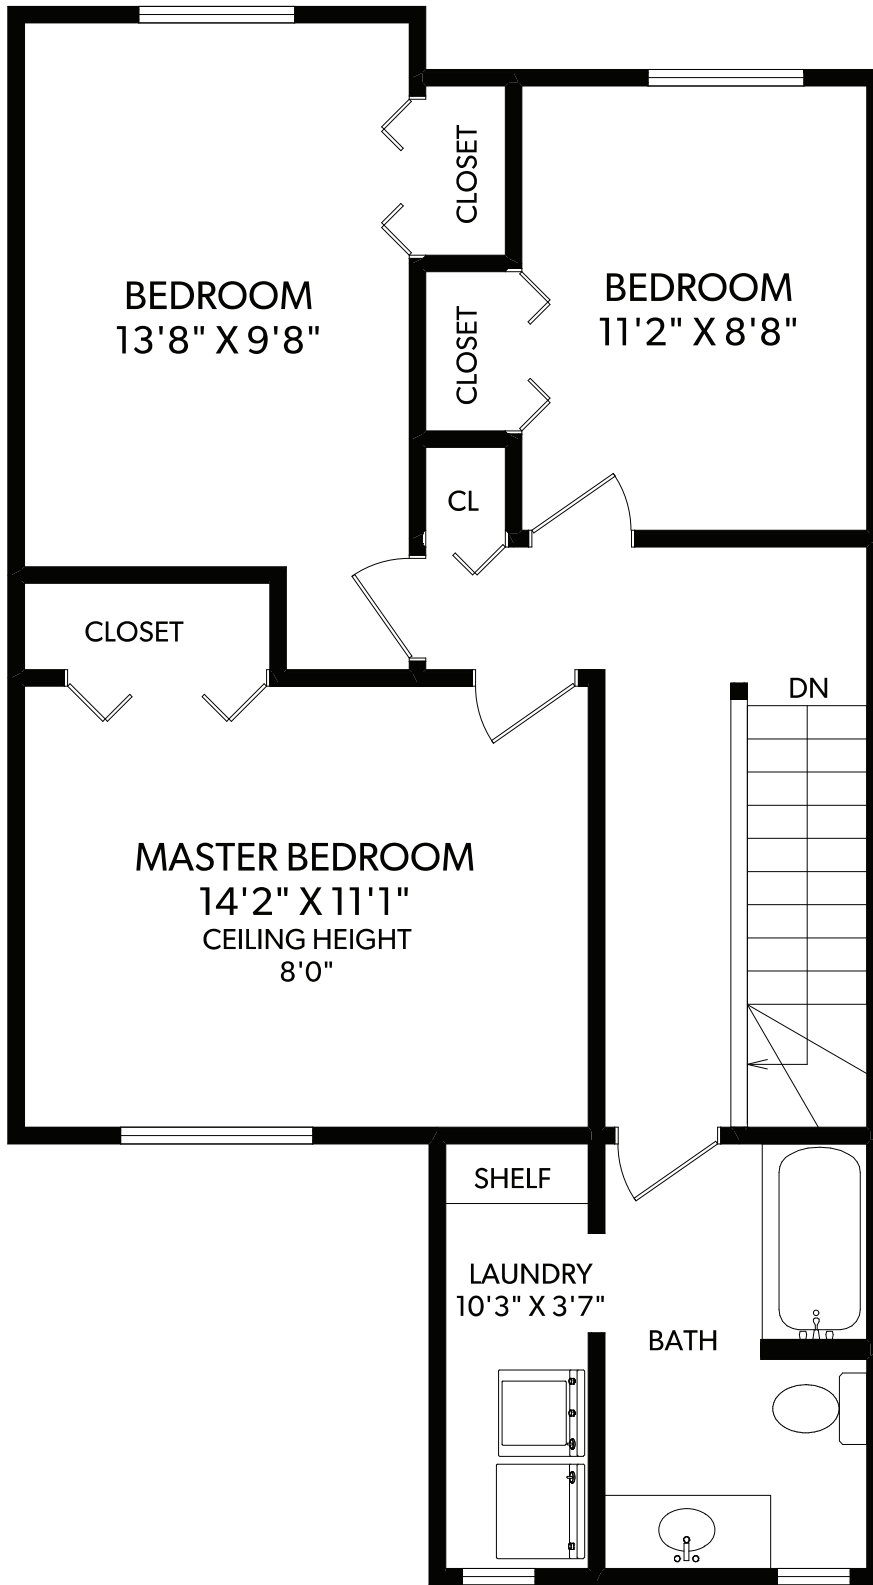 CLOSET
BEDROOM
13'8" X 9'8"
BEDROOM
11'2" X 8'8"
CLOSET
CL
CLOSET
DN
MASTER BEDROOM
14'2" X 11'1"
CEILING HEIGHT
8'0"
SHELF
LAUNDRY
10'3" X 3'7"
BATH